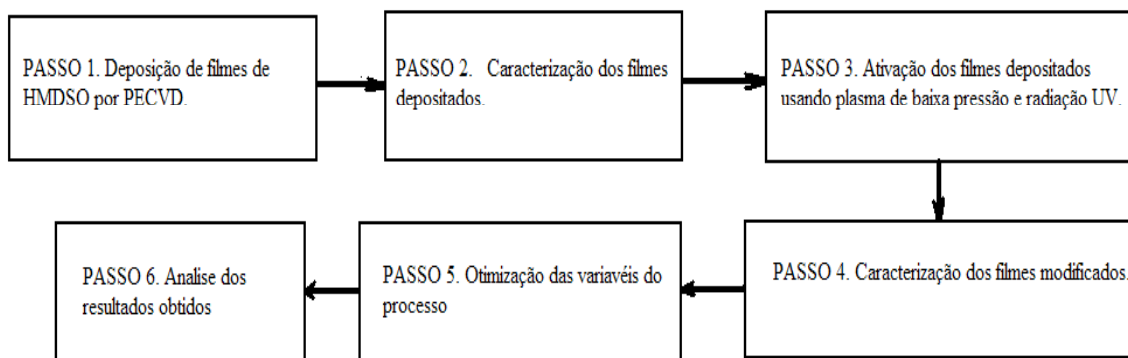 PASSO 1. Deposição de filmes de
HMDSO por PECVD.
PASSO 2. Caracterização dos filmes
depositados.
PASSO 3. Ativação dos filmes depositados
usando plasma de baixa pressão e radiação UV.
PASSO 4. Caracterização dos filmes modificados.
PASSO 5. Otimização das variavéis do
processo
PASSO 6. Analise dos
resultados obtidos